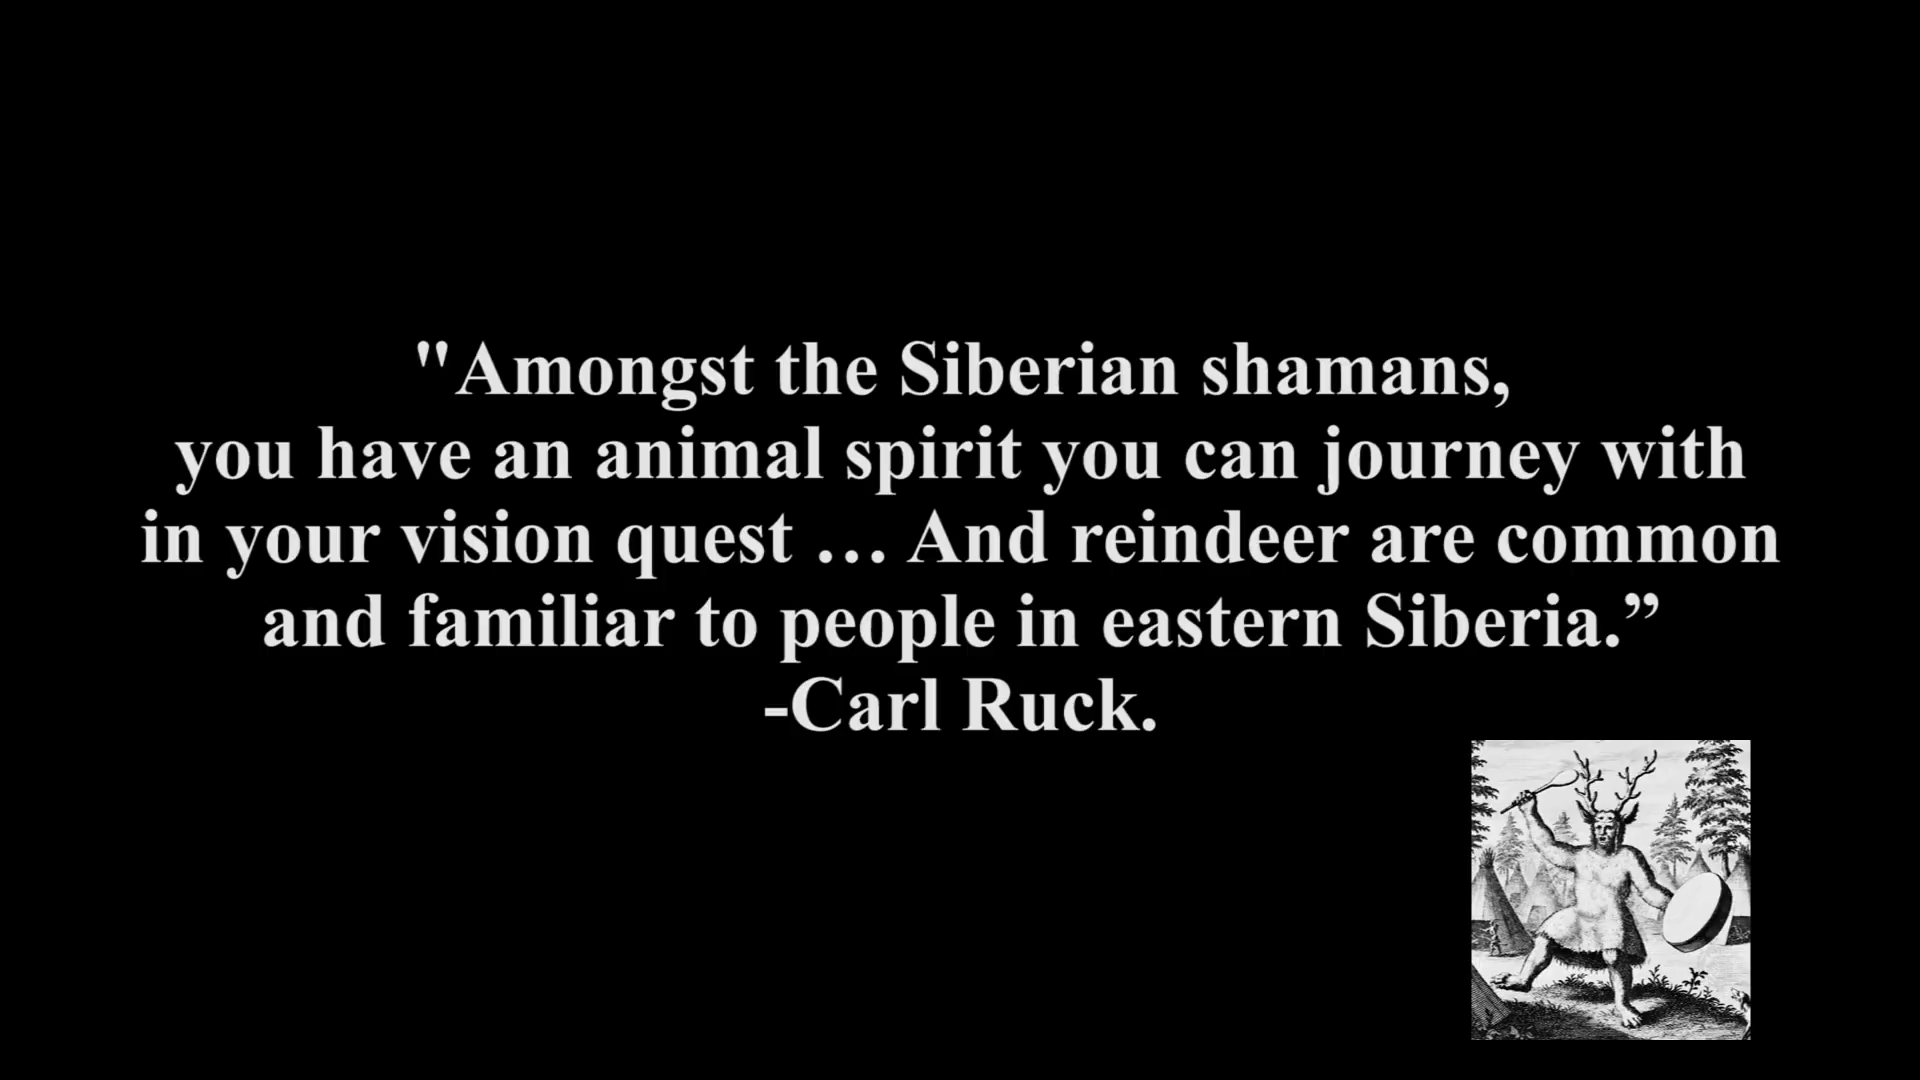 "Amongst the Siberian shamans,
you have an animal spirit you can journey with
in your vision quest … And reindeer are common
and familiar to people in eastern Siberia.”
-Carl Ruck.